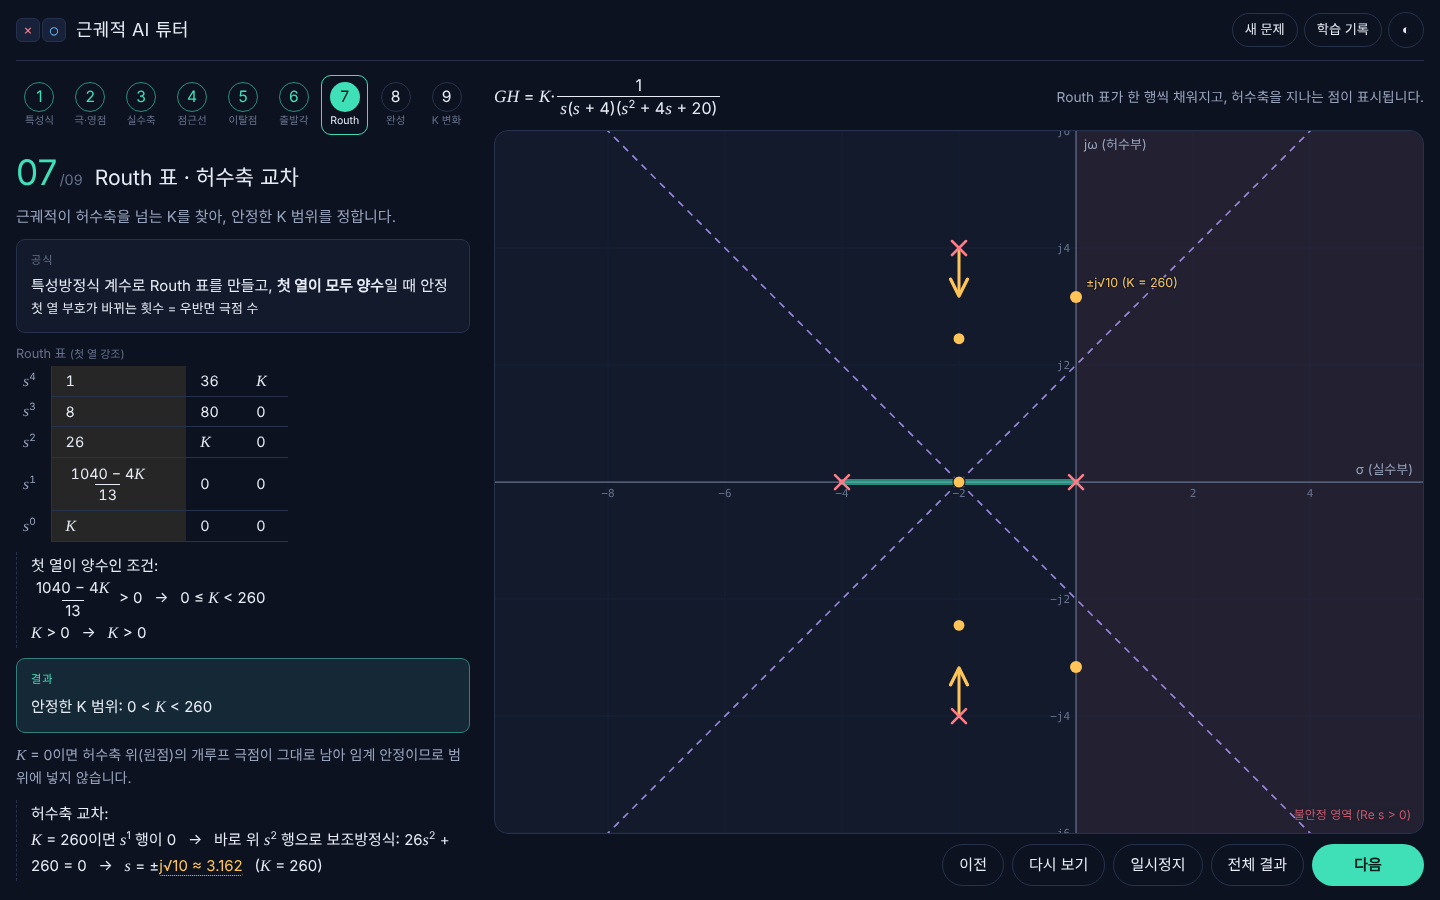 × ○ 근궤적 AI 튜터
새 문제 학습 기록
1 2 3 4 5 6 7 8 9
특성식 극·영점 실수축 점근선 이탈점 출발각 Routh 완성 K 변화
07/09 Routh 표 · 허수축 교차
근궤적이 허수축을 넘는 K를 찾아, 안정한 K 범위를 정합니다.
공식
특성방정식 계수로 Routh 표를 만들고, 첫 열이 모두 양수일 때 안정
첫 열 부호가 바뀌는 횟수 = 우반면 극점 수
Routh 표 (첫 열 강조)
s⁴ 1 36 K
s³ 8 80 0
s² 26 K 0
s¹ (1040 − 4K)/13 0 0
s⁰ K 0 0
첫 열이 양수인 조건:
(1040 − 4K)/13 > 0 → 0 ≤ K < 260
K > 0 → K > 0
결과
안정한 K 범위: 0 < K < 260
K = 0이면 허수축 위(원점)의 개루프 극점이 그대로 남아 임계 안정이므로 범
위에 넣지 않습니다.
허수축 교차:
K = 260이면 s¹ 행이 0 → 바로 위 s² 행으로 보조방정식: 26s² +
260 = 0 → s = ±j√10 ≈ 3.162 (K = 260)
GH = K· 1/(s(s + 4)(s² + 4s + 20))
Routh 표가 한 행씩 채워지고, 허수축을 지나는 점이 표시됩니다.
j6
jω (허수부)
j4
±j√10 (K = 260)
j2
σ (실수부)
−8 −6 −4 −2 2 4
−j2
−j4
불안정 영역 (Re s > 0)
이전 다시 보기 일시정지 전체 결과 다음